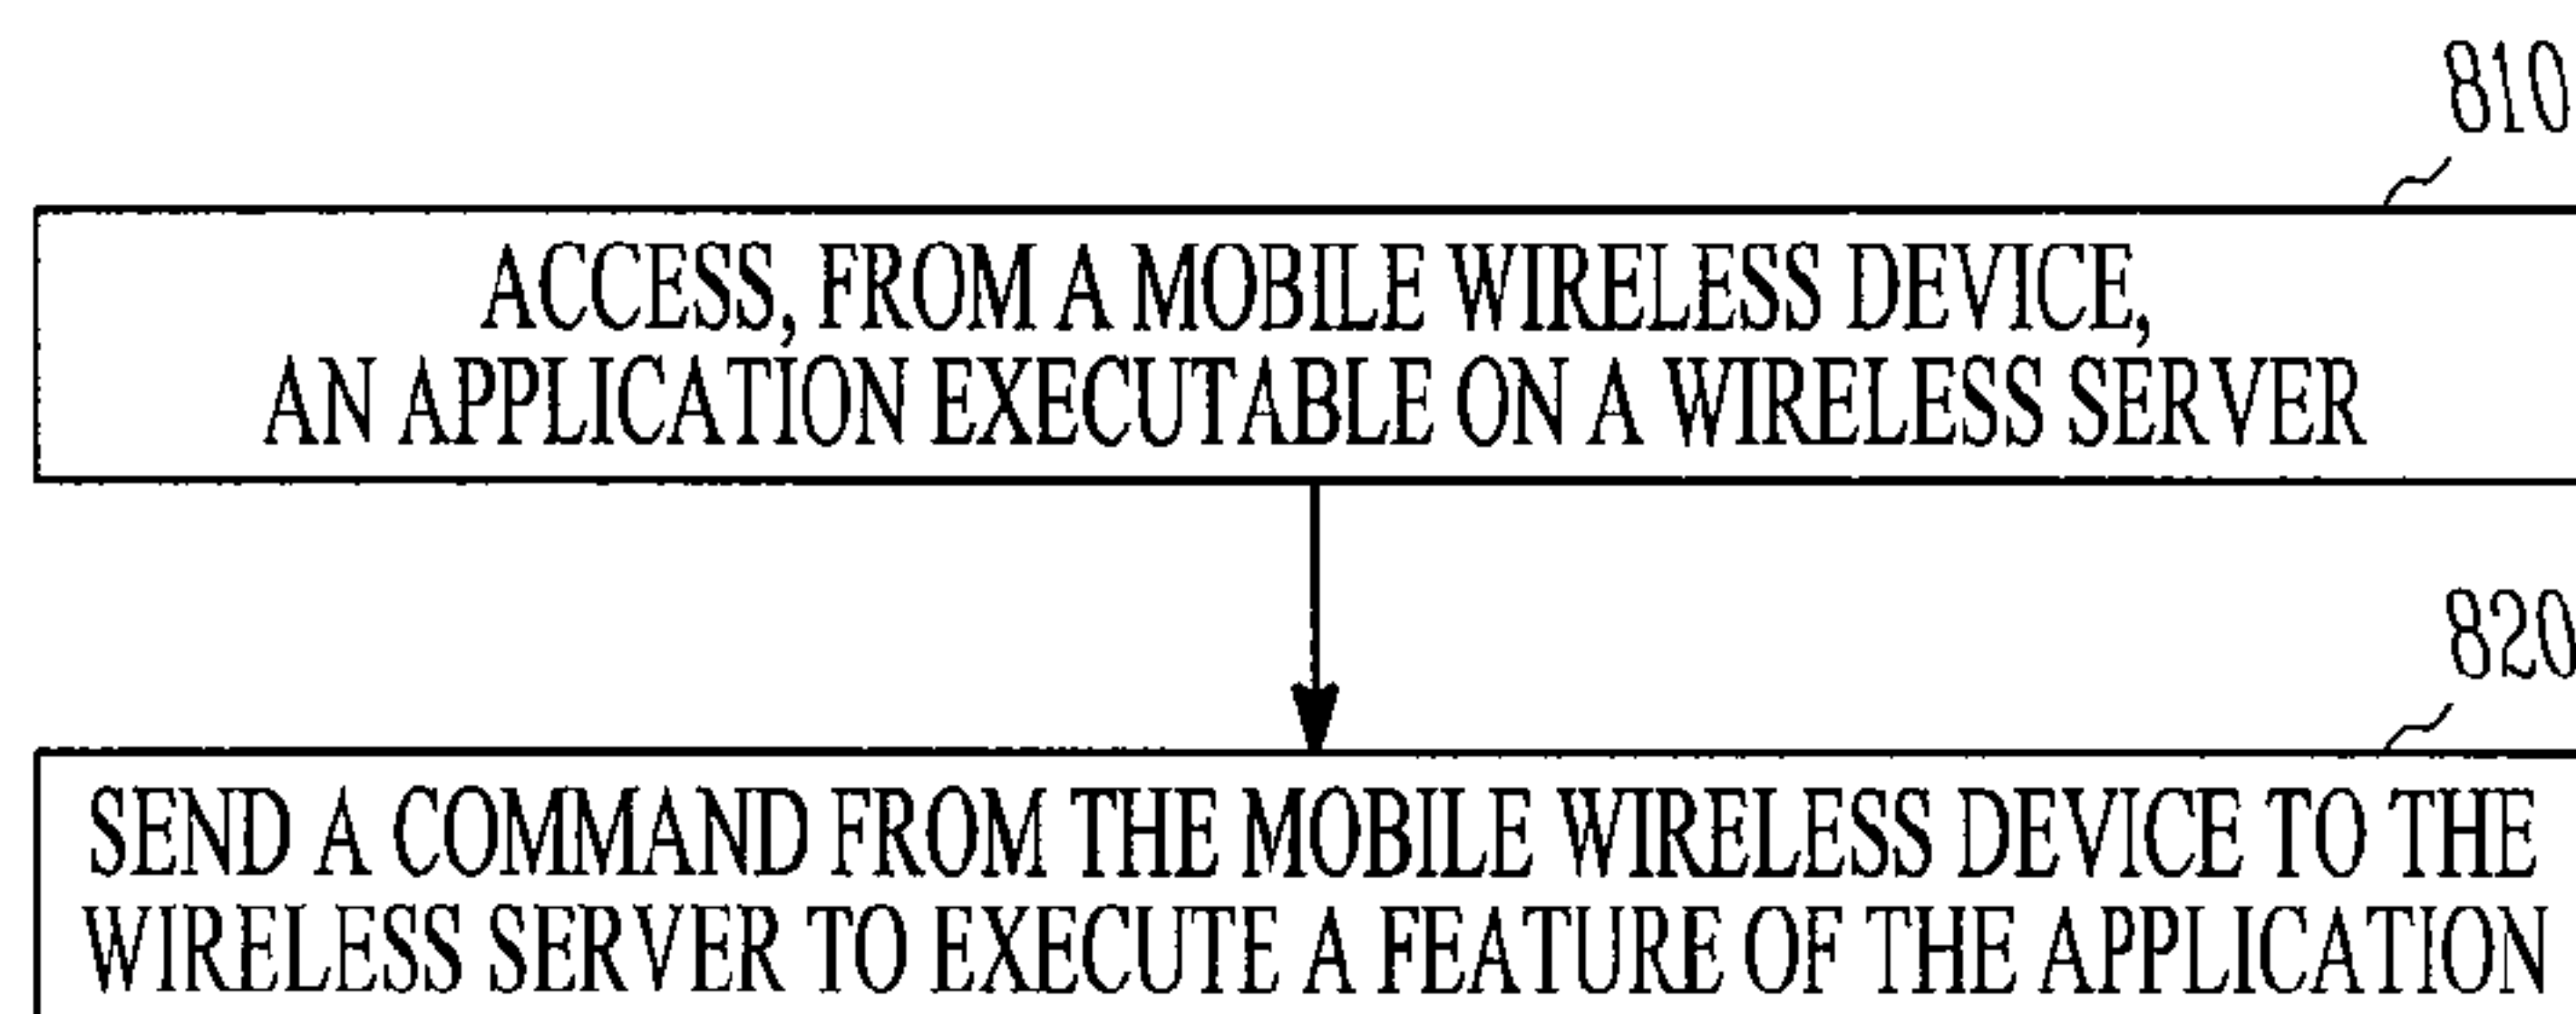 810
ACCESS, FROM A MOBILE WIRELESS DEVICE,
AN APPLICATION EXECUTABLE ON A WIRELESS SERVER
820
SEND A COMMAND FROM THE MOBILE WIRELESS DEVICE TO THE
WIRELESS SERVER TO EXECUTE A FEATURE OF THE APPLICATION